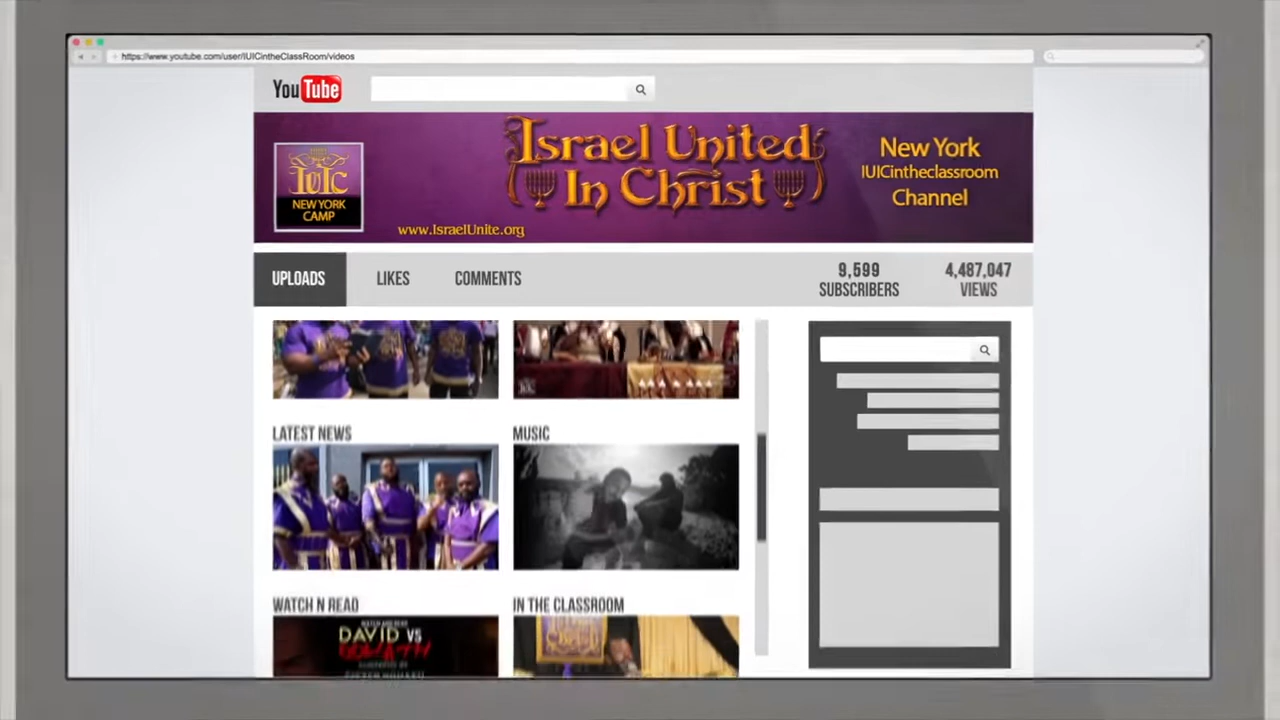 https://www.youtube.com/user/IUICintheClassRoom/videos
YouTube
Israel United
In Christ
New York
IUICintheclassroom
Channel
IUIC
NEW YORK
CAMP
www.IsraelUnite.org
UPLOADS
LIKES
COMMENTS
9,599
SUBSCRIBERS
4,487,047
VIEWS
LATEST NEWS
MUSIC
WATCH N READ
IN THE CLASSROOM
DAVID VS